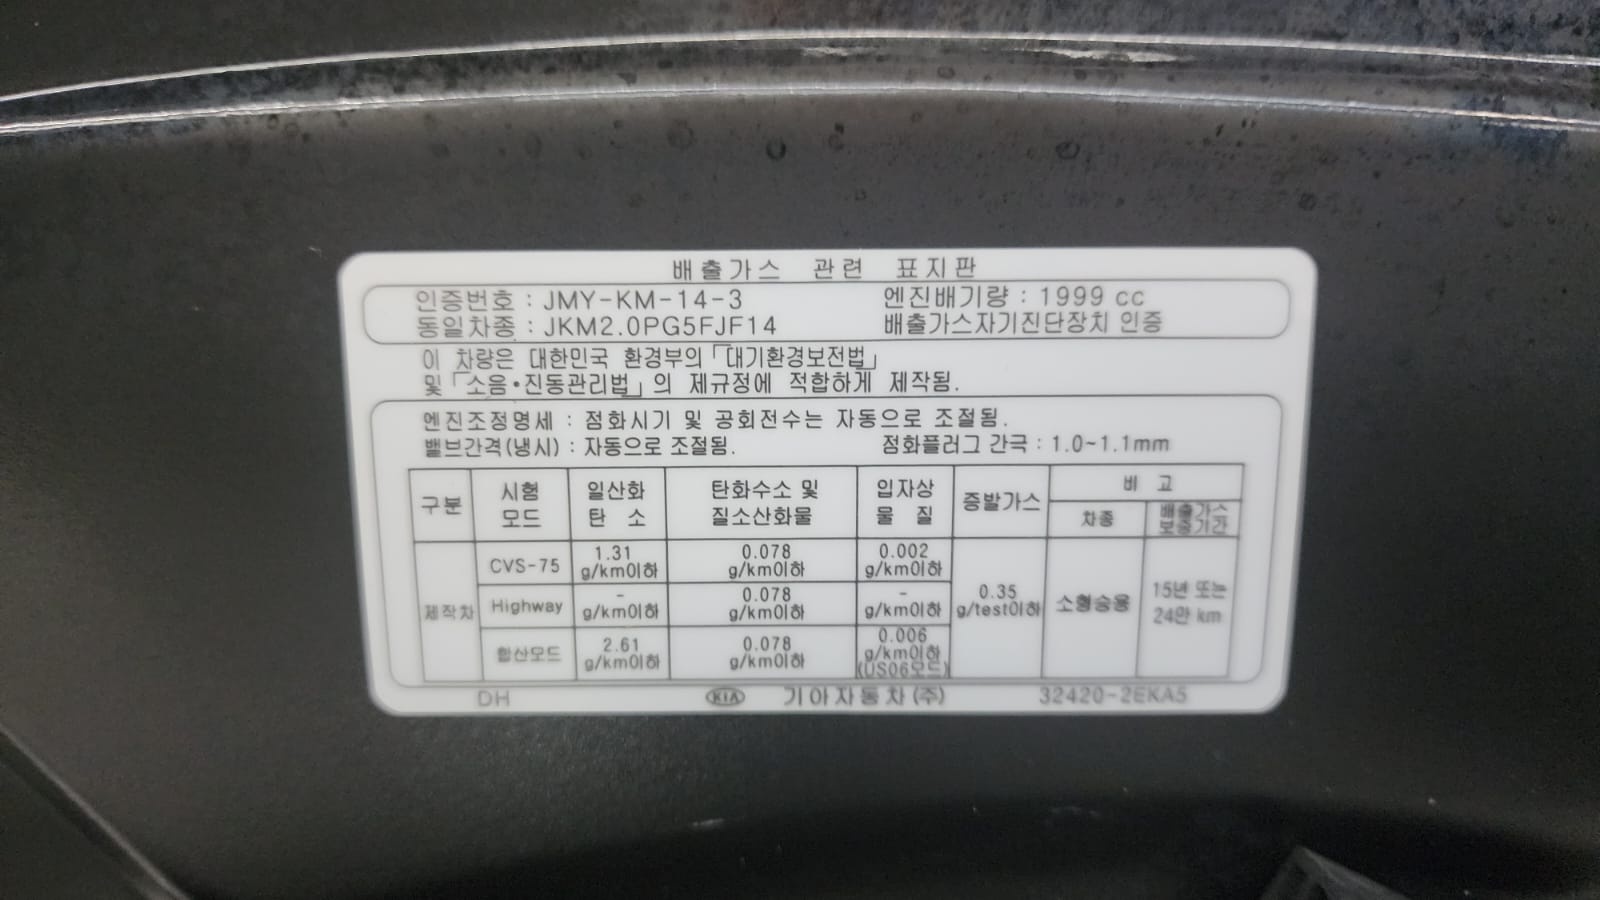 배출가스 관련 표지판
인증번호 : JMY-KM-14-3 엔진배기량 : 1999 cc
동일차종 : JKM2.0PG5FJF14 배출가스자기진단장치 인증
이 차량은 대한민국 환경부의 「대기환경보전법」
및 「소음·진동관리법」의 제규정에 적합하게 제작됨.
엔진조정명세 : 점화시기 및 공회전수는 자동으로 조절됨.
밸브간격(냉시) : 자동으로 조절됨. 점화플러그 간극 : 1.0~1.1mm
구분 시험 모드 일산화 탄소 탄화수소 및 질소산화물 입자상 물질 증발가스 비고
차종 배출가스 보증기간
제작차 CVS-75 1.31 g/km이하 0.078 g/km이하 0.002 g/km이하 0.35 g/test이하 소형승용 15년 또는 24만 km
Highway - g/km이하 0.078 g/km이하 - g/km이하
합산모드 2.61 g/km이하 0.078 g/km이하 0.006 g/km이하 (US06모드)
DH KIA 기아자동차(주) 32420-2EKA5